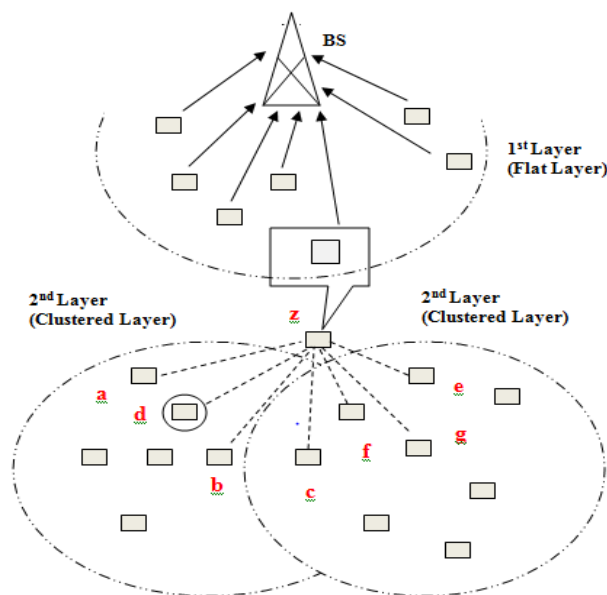 BS
1st Layer
(Flat Layer)
2nd Layer
(Clustered Layer)
2nd Layer
(Clustered Layer)
z
a
d
e
f
g
b
c